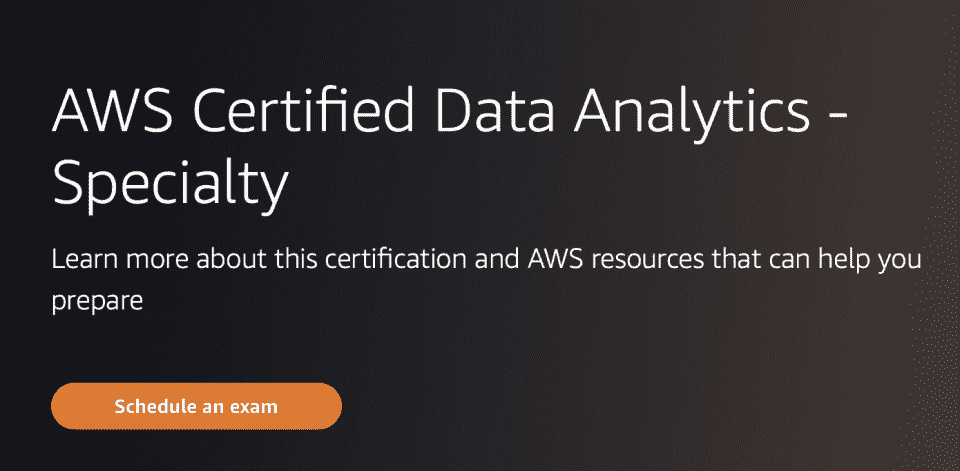 AWS Certified Data Analytics -
Specialty
Learn more about this certification and AWS resources that can help you
prepare
Schedule an exam